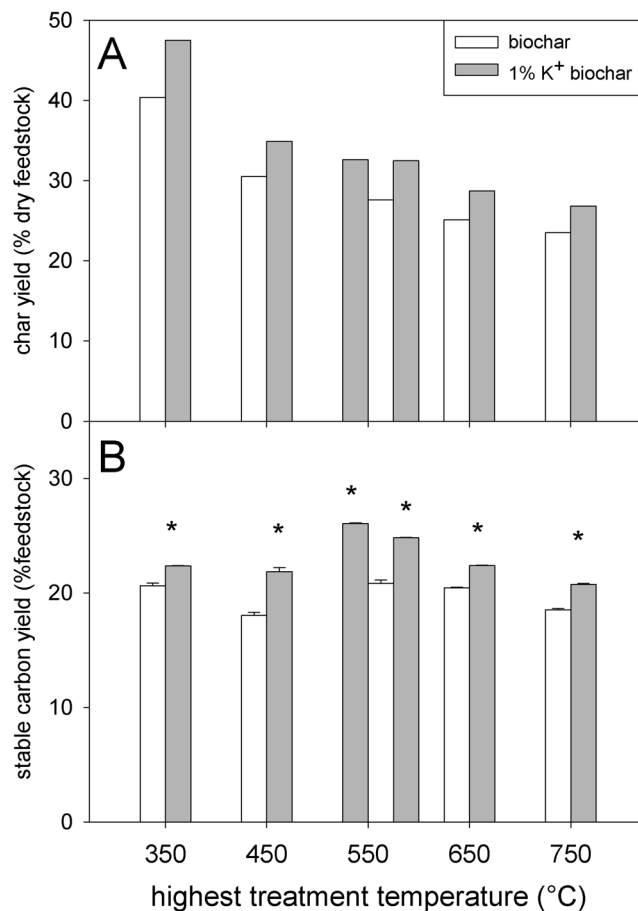 A
biochar
1% K+ biochar
50
40
30
20
10
0
char yield (% dry feedstock)
B
30
20
10
0
stable carbon yield (%feedstock)
* * * * * *
350 450 550 650 750
highest treatment temperature (°C)